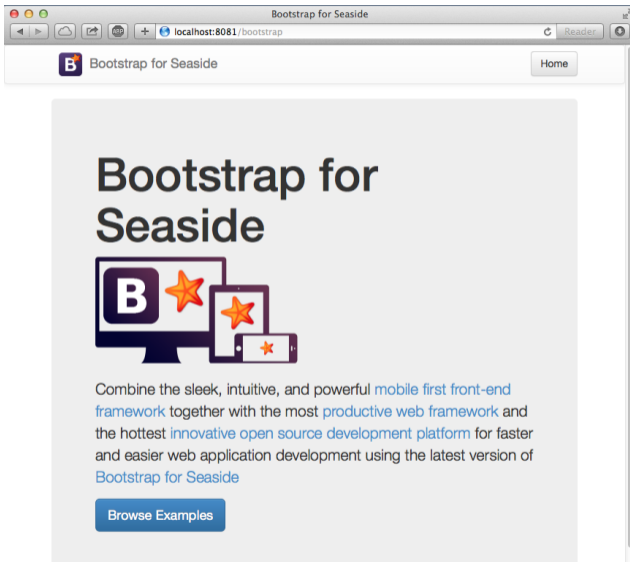 Bootstrap for Seaside
localhost:8081/bootstrap
Reader
ABP
B Bootstrap for Seaside
Home
Bootstrap for
Seaside
B
Combine the sleek, intuitive, and powerful mobile first front-end
framework together with the most productive web framework and
the hottest innovative open source development platform for faster
and easier web application development using the latest version of
Bootstrap for Seaside
Browse Examples